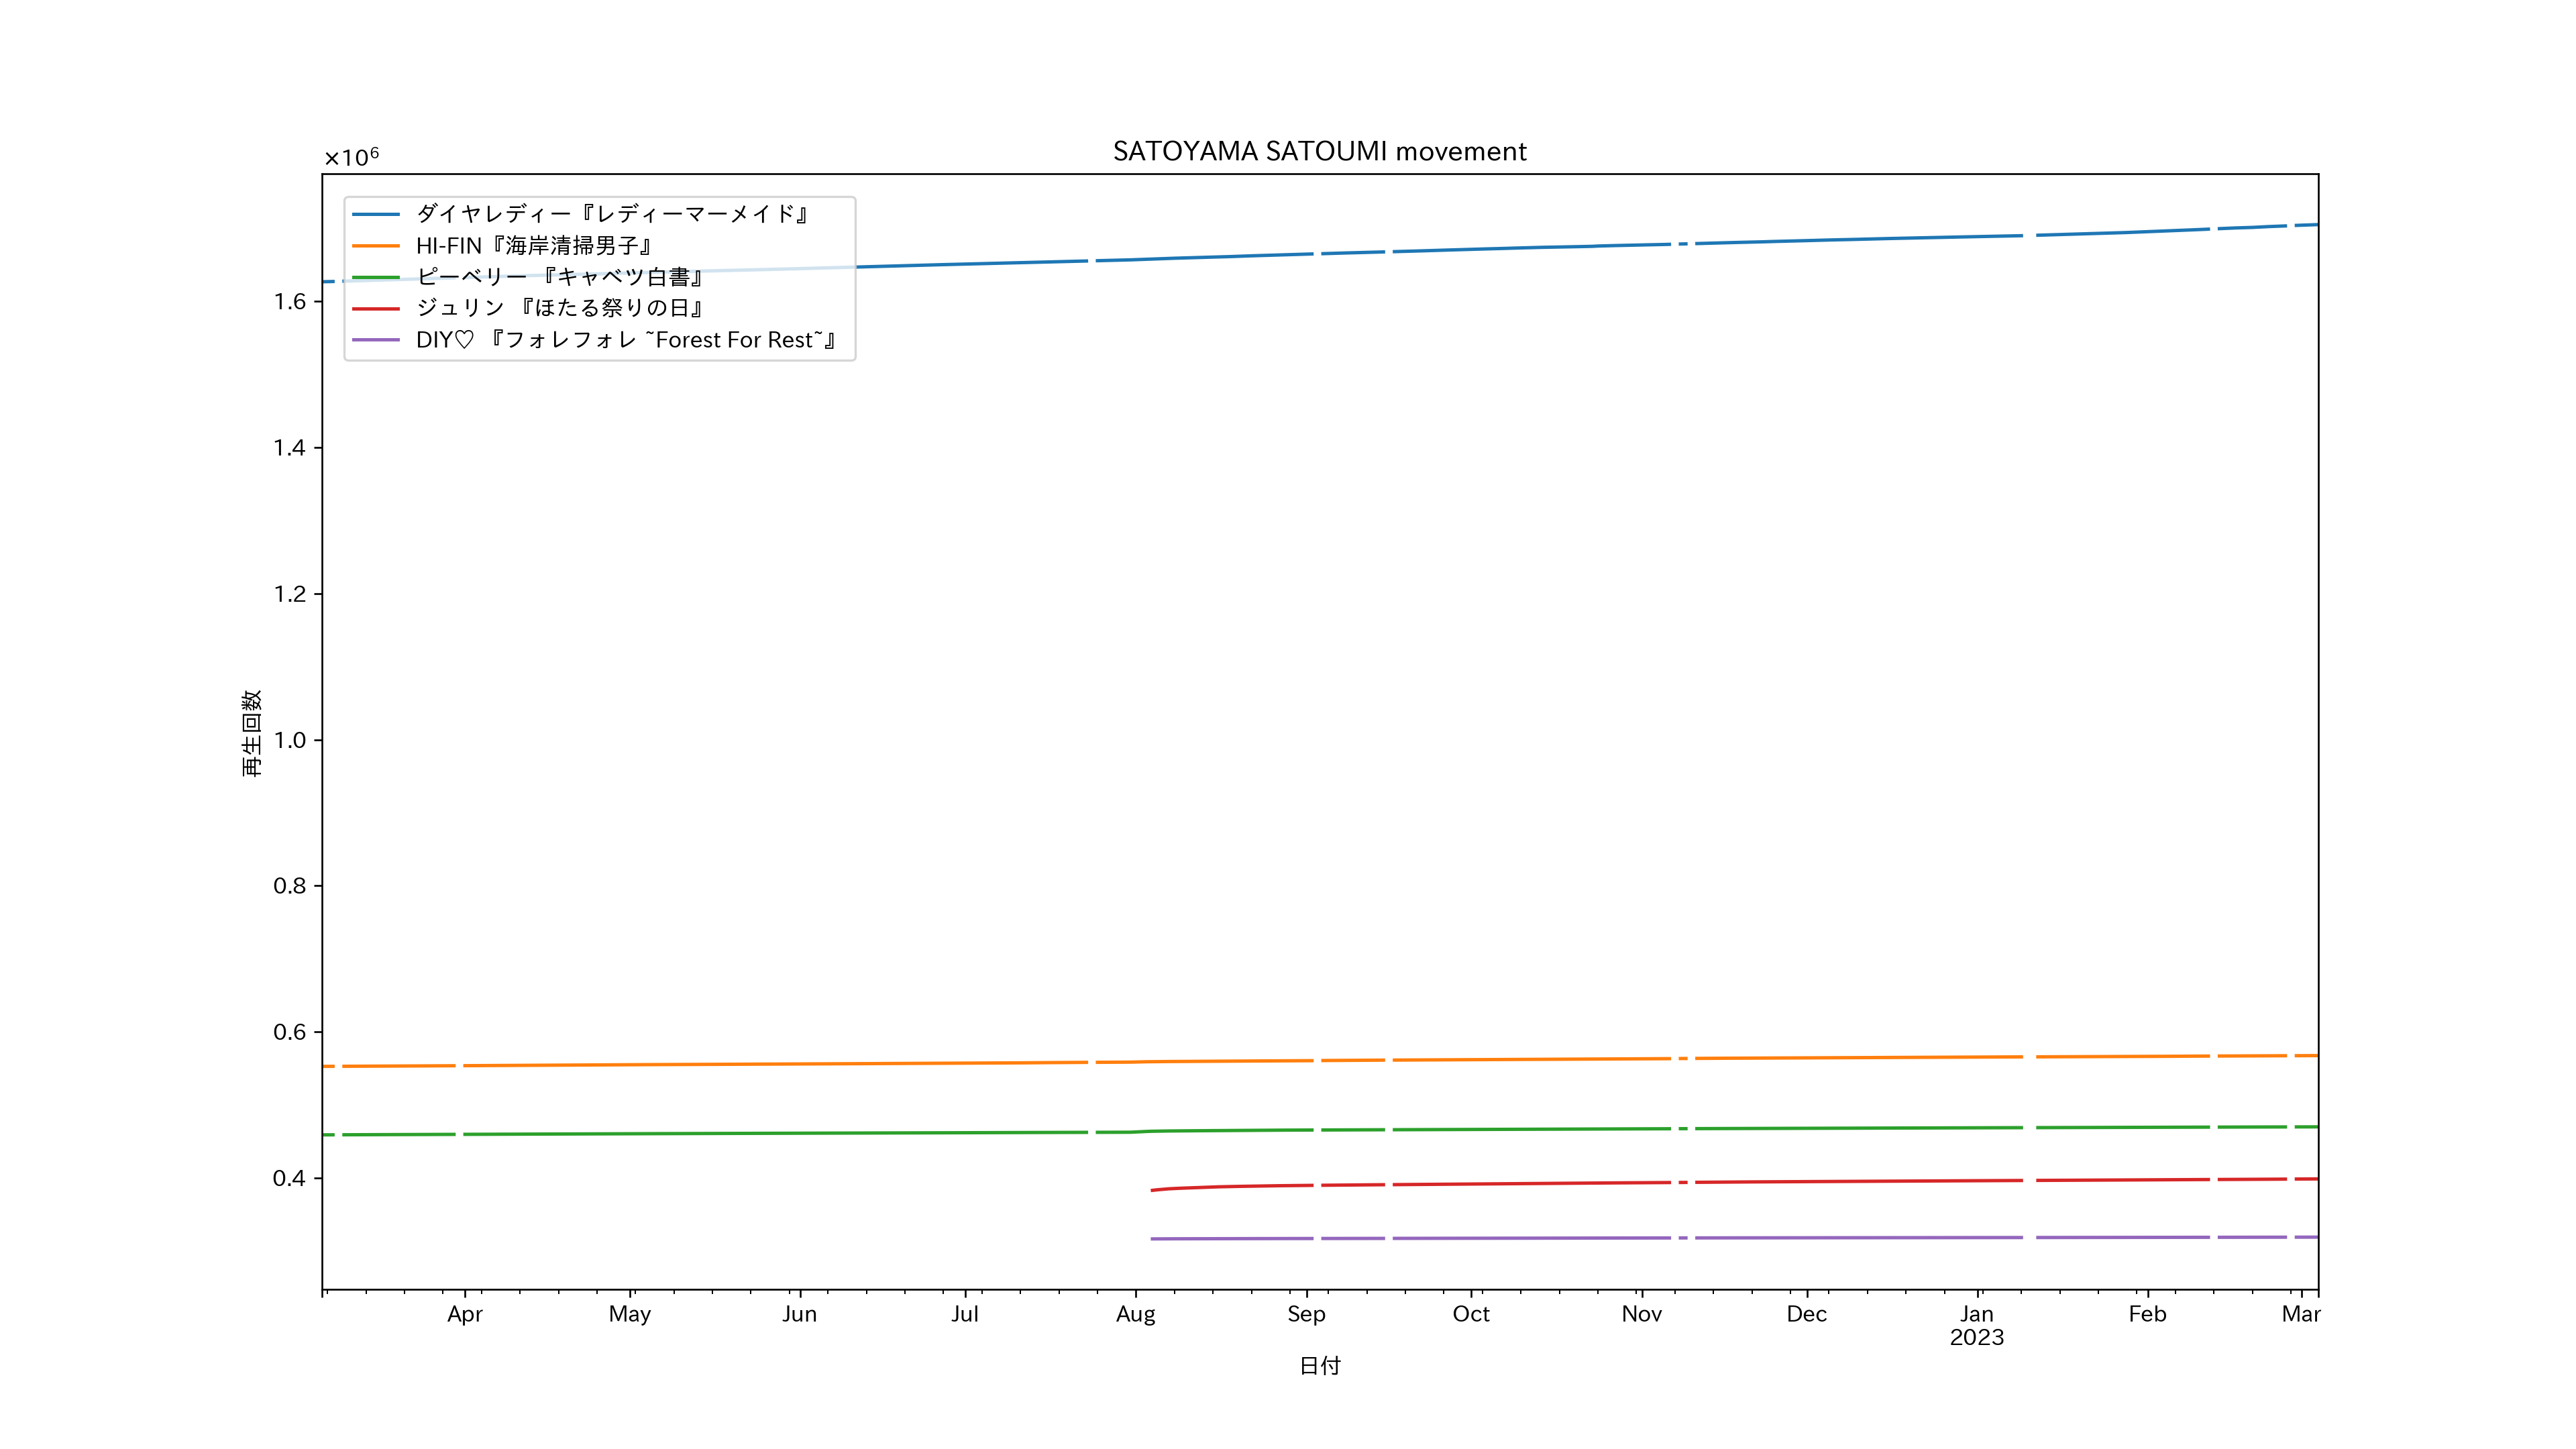 SATOYAMA SATOUMI movement
×10⁶
ダイヤレディー『レディーマーメイド』
HI-FIN『海岸清掃男子』
ピーベリー 『キャベツ白書』
ジュリン 『ほたる祭りの日』
DIY♡ 『フォレフォレ ~Forest For Rest~』
1.6
1.4
1.2
1.0
0.8
0.6
0.4
再生回数
Apr May Jun Jul Aug Sep Oct Nov Dec Jan Feb Mar
2023
日付